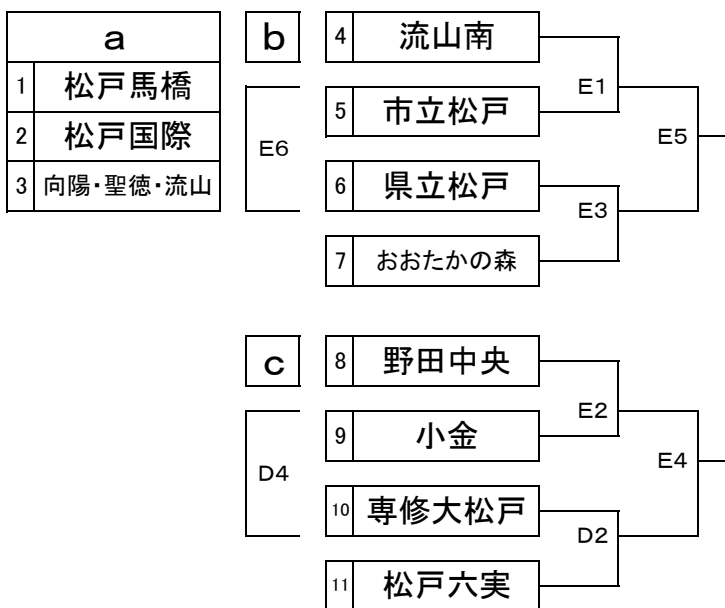 a
1 松戸馬橋
2 松戸国際
3 向陽・聖徳・流山
b
E6
4 流山南
5 市立松戸
6 県立松戸
7 おおたかの森
E1
E3
E5
c
D4
8 野田中央
9 小金
10 専修大松戸
11 松戸六実
E2
D2
E4